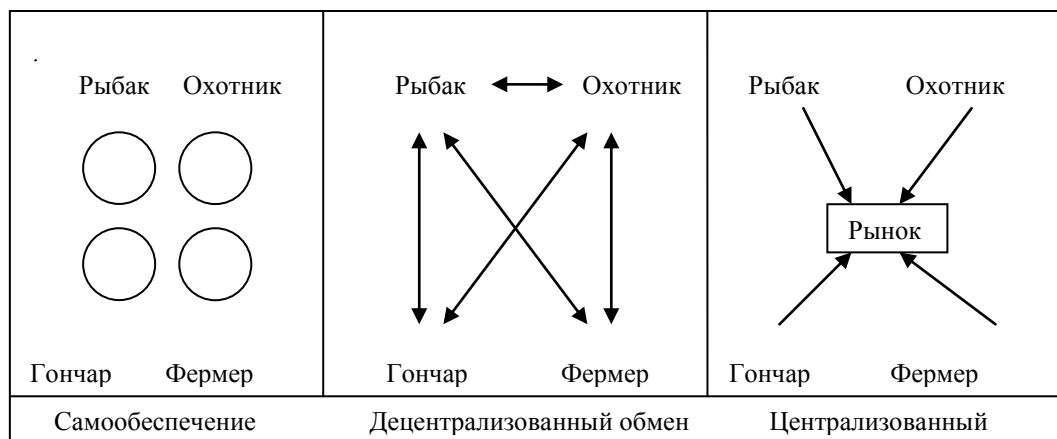 Рыбак Охотник Рыбак Охотник Рыбак Охотник
Рынок
Гончар Фермер Гончар Фермер Гончар Фермер
Самообеспечение Децентрализованный обмен Централизованный